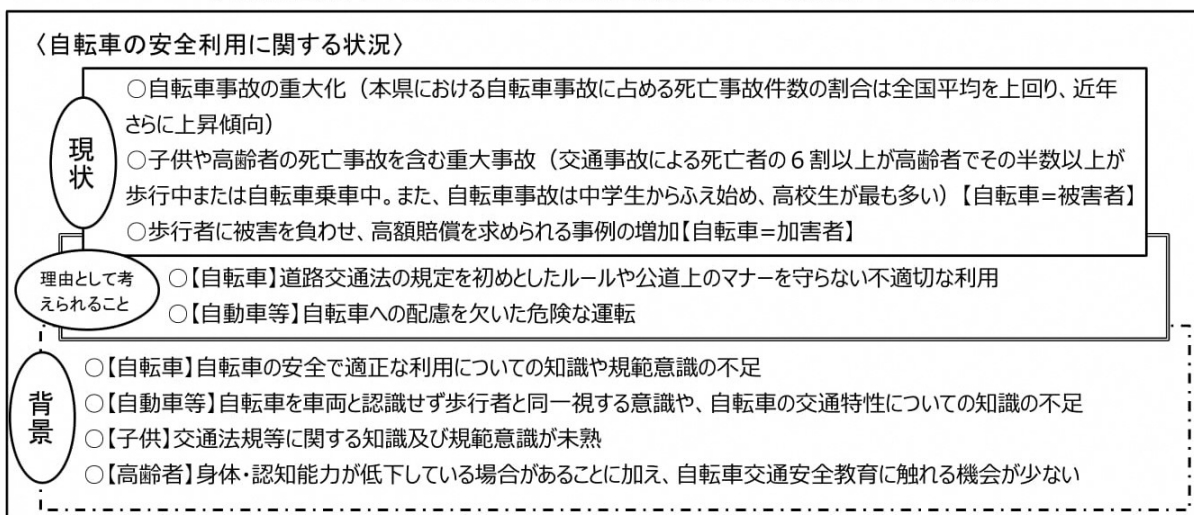 〈自転車の安全利用に関する状況〉
現状
○自転車事故の重大化（本県における自転車事故に占める死亡事故件数の割合は全国平均を上回り、近年
さらに上昇傾向）
○子供や高齢者の死亡事故を含む重大事故（交通事故による死亡者の６割以上が高齢者でその半数以上が
歩行中または自転車乗車中。また、自転車事故は中学生からふえ始め、高校生が最も多い）【自転車=被害者】
○歩行者に被害を負わせ、高額賠償を求められる事例の増加【自転車=加害者】
理由として考
えられること
○【自転車】道路交通法の規定を初めとしたルールや公道上のマナーを守らない不適切な利用
○【自動車等】自転車への配慮を欠いた危険な運転
背景
○【自転車】自転車の安全で適正な利用についての知識や規範意識の不足
○【自動車等】自転車を車両と認識せず歩行者と同一視する意識や、自転車の交通特性についての知識の不足
○【子供】交通法規等に関する知識及び規範意識が未熟
○【高齢者】身体・認知能力が低下している場合があることに加え、自転車交通安全教育に触れる機会が少ない